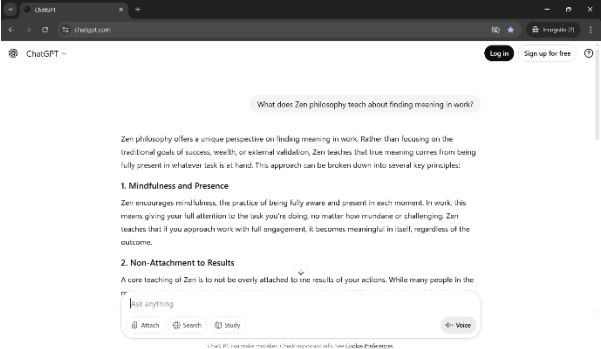 ChatGPT
chatgpt.com
Incognito (2)
ChatGPT
Log in
Sign up for free
What does Zen philosophy teach about finding meaning in work?
Zen philosophy offers a unique perspective on finding meaning in work. Rather than focusing on the
traditional goals of success, wealth, or external validation, Zen teaches that true meaning comes from being
fully present in whatever task is at hand. This approach can be broken down into several key principles:
1. Mindfulness and Presence
Zen encourages mindfulness, the practice of being fully aware and present in each moment. In work, this
means giving your full attention to the task you're doing, no matter how mundane or challenging. Zen
teaches that if you approach work with full engagement, it becomes meaningful in itself, regardless of the
outcome.
2. Non-Attachment to Results
A core teaching of Zen is to not be overly attached to the results of your actions. While many people in the
Ask anything
Attach
Search
Study
Voice
ChatGPT can make mistakes. Check important info. See Cookie Preferences.